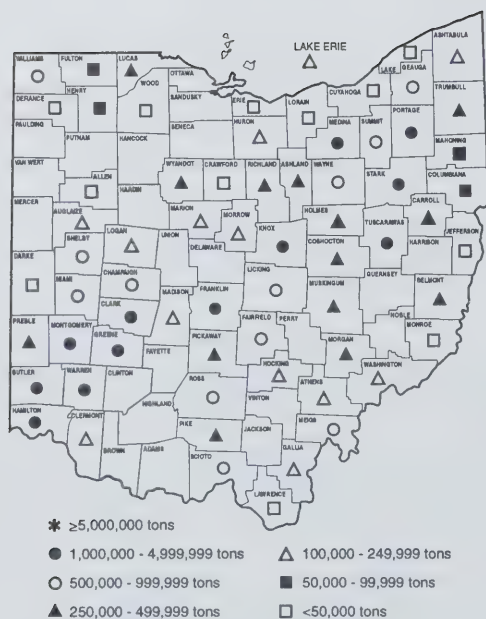 LAKE ERIE
ASHTABULA
WILLIAMS
FULTON
LUCAS
OTTAWA
LAKE
GEAUGA
HENRY
WOOD
CUYAHOGA
TRUMBULL
DEFIANCE
SANDUSKY
ERIE
LORAIN
PORTAGE
PAULDING
SENECA
HURON
MEDINA
SUMMIT
PUTNAM
HANCOCK
MAHONING
VAN WERT
WYANDOT
CRAWFORD
RICHLAND
ASHLAND
WAYNE
STARK
COLUMBIANA
ALLEN
HARDIN
CARROLL
MERCER
AUGLAIZE
MARION
MORROW
HOLMES
TUSCARAWAS
JEFFERSON
LOGAN
UNION
KNOX
HARRISON
SHELBY
DELAWARE
COSHOCTON
DARKE
CHAMPAIGN
LICKING
GUERNSEY
BELMONT
MIAMI
MADISON
FRANKLIN
MUSKINGUM
CLARK
NOBLE
PREBLE
MONTGOMERY
FAIRFIELD
PERRY
MONROE
GREENE
FAYETTE
PICKAWAY
MORGAN
HOCKING
WASHINGTON
BUTLER
WARREN
CLINTON
ROSS
ATHENS
VINTON
HAMILTON
CLERMONT
HIGHLAND
MEIGS
PIKE
JACKSON
BROWN
ADAMS
SCIOTO
GALLIA
LAWRENCE
≥5,000,000 tons
1,000,000 - 4,999,999 tons
100,000 - 249,999 tons
500,000 - 999,999 tons
50,000 - 99,999 tons
250,000 - 499,999 tons
<50,000 tons